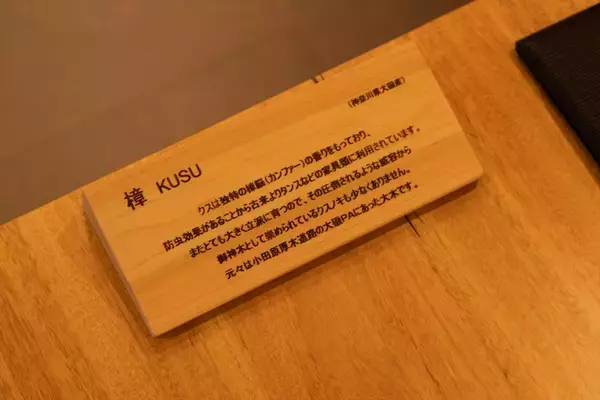 樟 KUSU
(神奈川県大磯産)
クスは独特の樟脳(カンファー)の香りをもっており、
防虫効果があることから古来よりタンスなどの家具類に利用されています。
またとても大きく立派に育つので、その圧倒されるような威容から
御神木として崇められているクスノキも少なくありません。
元々は小田原厚木道路の大磯PAにあった大木です。